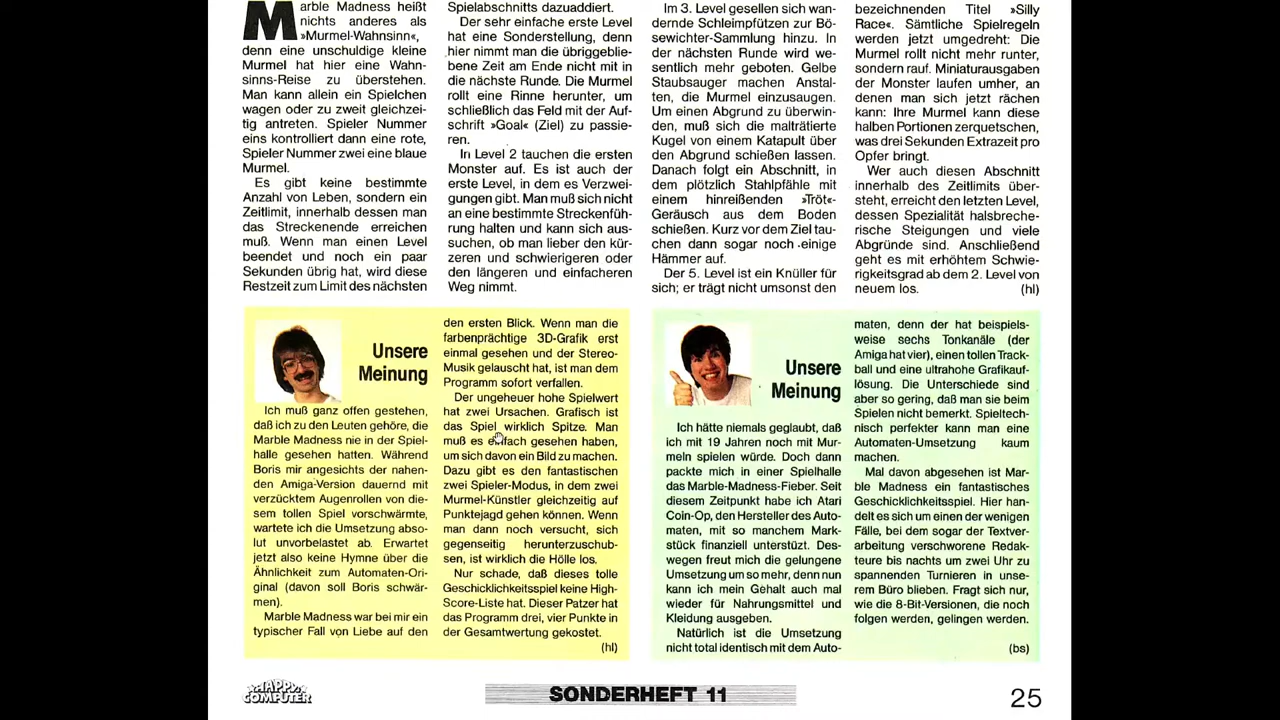 Marble Madness heißt
nichts anderes als
»Murmel-Wahnsinn«,
denn eine unschuldige kleine
Murmel hat hier eine Wahn-
sinns-Reise zu überstehen.
Man kann allein ein Spielchen
wagen oder zu zweit gleichzei-
tig antreten. Spieler Nummer
eins kontrolliert dann eine rote,
Spieler Nummer zwei eine blaue
Murmel.
Es gibt keine bestimmte
Anzahl von Leben, sondern ein
Zeitlimit, innerhalb dessen man
das Streckenende erreichen
muß. Wenn man einen Level
beendet und noch ein paar
Sekunden übrig hat, wird diese
Restzeit zum Limit des nächsten
Spielabschnitts dazuaddiert.
Der sehr einfache erste Level
hat eine Sonderstellung, denn
hier nimmt man die übriggeblie-
bene Zeit am Ende nicht mit in
die nächste Runde. Die Murmel
rollt eine Rinne herunter, um
schließlich das Feld mit der Auf-
schrift »Goal« (Ziel) zu passie-
ren.
In Level 2 tauchen die ersten
Monster auf. Es ist auch der
erste Level, in dem es Verzwei-
gungen gibt. Man muß sich nicht
an eine bestimmte Streckenfüh-
rung halten und kann sich aus-
suchen, ob man lieber den kür-
zeren und schwierigeren oder
den längeren und einfacheren
Weg nimmt.
Im 3. Level gesellen sich wan-
dernde Schleimpfützen zur Bö-
sewichter-Sammlung hinzu. In
der nächsten Runde wird we-
sentlich mehr geboten. Gelbe
Staubsauger machen Anstal-
ten, die Murmel einzusaugen.
Um einen Abgrund zu überwin-
den, muß sich die malträtierte
Kugel von einem Katapult über
den Abgrund schießen lassen.
Danach folgt ein Abschnitt, in
dem plötzlich Stahlpfähle mit
einem hinreißenden »Tröt«-
Geräusch aus dem Boden
schießen. Kurz vor dem Ziel tau-
chen dann sogar noch einige
Hämmer auf.
Der 5. Level ist ein Knüller für
sich; er trägt nicht umsonst den
bezeichnenden Titel »Silly
Race«. Sämtliche Spielregeln
werden jetzt umgedreht: Die
Murmel rollt nicht mehr runter,
sondern rauf. Miniaturausgaben
der Monster laufen umher, an
denen man sich jetzt rächen
kann: Ihre Murmel kann diese
halben Portionen zerquetschen,
was drei Sekunden Extrazeit pro
Opfer bringt.
Wer auch diesen Abschnitt
innerhalb des Zeitlimits über-
steht, erreicht den letzten Level,
dessen Spezialität halsbreche-
rische Steigungen und viele
Abgründe sind. Anschließend
geht es mit erhöhtem Schwie-
rigkeitsgrad ab dem 2. Level von
neuem los. (hl)
Unsere
Meinung
Ich muß ganz offen gestehen,
daß ich zu den Leuten gehöre, die
Marble Madness nie in der Spiel-
halle gesehen hatten. Während
Boris mir angesichts der nahen-
den Amiga-Version dauernd mit
verzücktem Augenrollen von die-
sem tollen Spiel vorschwärmte,
wartete ich die Umsetzung abso-
lut unvorbelastet ab. Erwartet
jetzt also keine Hymne über die
Ähnlichkeit zum Automaten-Ori-
ginal (davon soll Boris schwär-
men).
Marble Madness war bei mir ein
typischer Fall von Liebe auf den
den ersten Blick. Wenn man die
farbenprächtige 3D-Grafik erst
einmal gesehen und der Stereo-
Musik gelauscht hat, ist man dem
Programm sofort verfallen.
Der ungeheuer hohe Spielwert
hat zwei Ursachen. Grafisch ist
das Spiel wirklich Spitze. Man
muß es einfach gesehen haben,
um sich davon ein Bild zu machen.
Dazu gibt es den fantastischen
zwei Spieler-Modus, in dem zwei
Murmel-Künstler gleichzeitig auf
Punktejagd gehen können. Wenn
man dann noch versucht, sich
gegenseitig herunterzuschub-
sen, ist wirklich die Hölle los.
Nur schade, daß dieses tolle
Geschicklichkeitsspiel keine High-
Score-Liste hat. Dieser Patzer hat
das Programm drei, vier Punkte in
der Gesamtwertung gekostet.
(hl)
Unsere
Meinung
Ich hätte niemals geglaubt, daß
ich mit 19 Jahren noch mit Mur-
meln spielen würde. Doch dann
packte mich in einer Spielhalle
das Marble-Madness-Fieber. Seit
diesem Zeitpunkt habe ich Atari
Coin-Op, den Hersteller des Auto-
maten, mit so manchem Mark-
stück finanziell unterstüzt. Des-
wegen freut mich die gelungene
Umsetzung um so mehr, denn nun
kann ich mein Gehalt auch mal
wieder für Nahrungsmittel und
Kleidung ausgeben.
Natürlich ist die Umsetzung
nicht total identisch mit dem Auto-
maten, denn der hat beispiels-
weise sechs Tonkanäle (der
Amiga hat vier), einen tollen Track-
ball und eine ultrahohe Grafikauf-
lösung. Die Unterschiede sind
aber so gering, daß man sie beim
Spielen nicht bemerkt. Spieltech-
nisch perfekter kann man eine
Automaten-Umsetzung kaum
machen.
Mal davon abgesehen ist Mar-
ble Madness ein fantastisches
Geschicklichkeitsspiel. Hier han-
delt es sich um einen der wenigen
Fälle, bei dem sogar der Textver-
arbeitung verschworene Redak-
teure bis nachts um zwei Uhr zu
spannenden Turnieren in unse-
rem Büro blieben. Fragt sich nur,
wie die 8-Bit-Versionen, die noch
folgen werden, gelingen werden.
(bs)
HAPPY
COMPUTER
SONDERHEFT 11
25